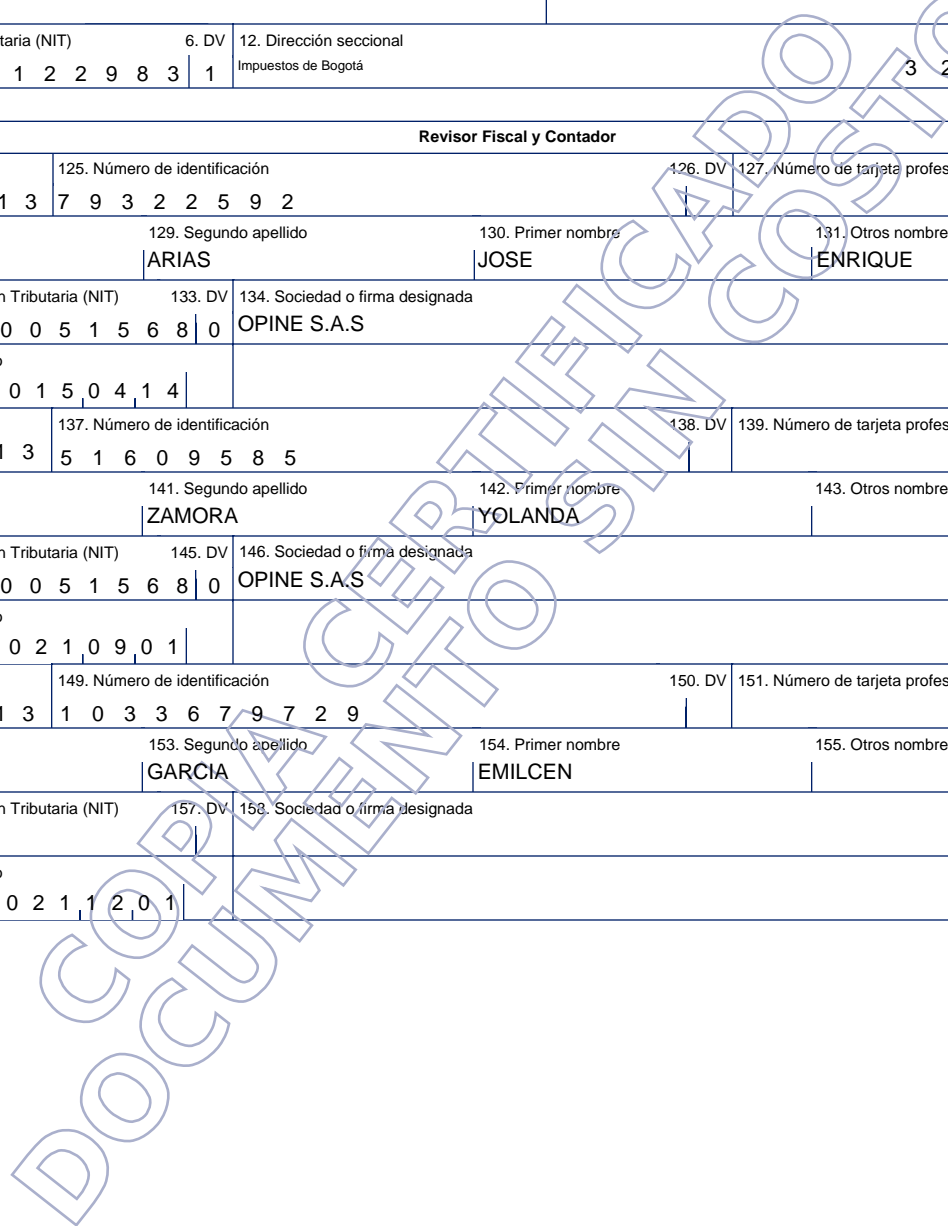 taria (NIT) 6. DV 12. Dirección seccional
1 2 2 9 8 3 1 Impuestos de Bogotá 3 2
Revisor Fiscal y Contador
125. Número de identificación 126. DV 127. Número de tarjeta profes
1 3 7 9 3 2 2 5 9 2
129. Segundo apellido 130. Primer nombre 131. Otros nombre
ARIAS JOSE ENRIQUE
n Tributaria (NIT) 133. DV 134. Sociedad o firma designada
0 0 5 1 5 6 8 0 OPINE S.A.S
o
0 1 5 0 4 1 4
137. Número de identificación 138. DV 139. Número de tarjeta profes
1 3 5 1 6 0 9 5 8 5
141. Segundo apellido 142. Primer nombre 143. Otros nombre
ZAMORA YOLANDA
n Tributaria (NIT) 145. DV 146. Sociedad o firma designada
0 0 5 1 5 6 8 0 OPINE S.A.S
o
0 2 1 0 9 0 1
149. Número de identificación 150. DV 151. Número de tarjeta profes
1 3 1 0 3 3 6 7 9 7 2 9
153. Segundo apellido 154. Primer nombre 155. Otros nombre
GARCIA EMILCEN
n Tributaria (NIT) 157. DV 158. Sociedad o firma designada
o
0 2 1 1 2 0 1
COPIA CERTIFICADO
DOCUMENTO SIN COSTO